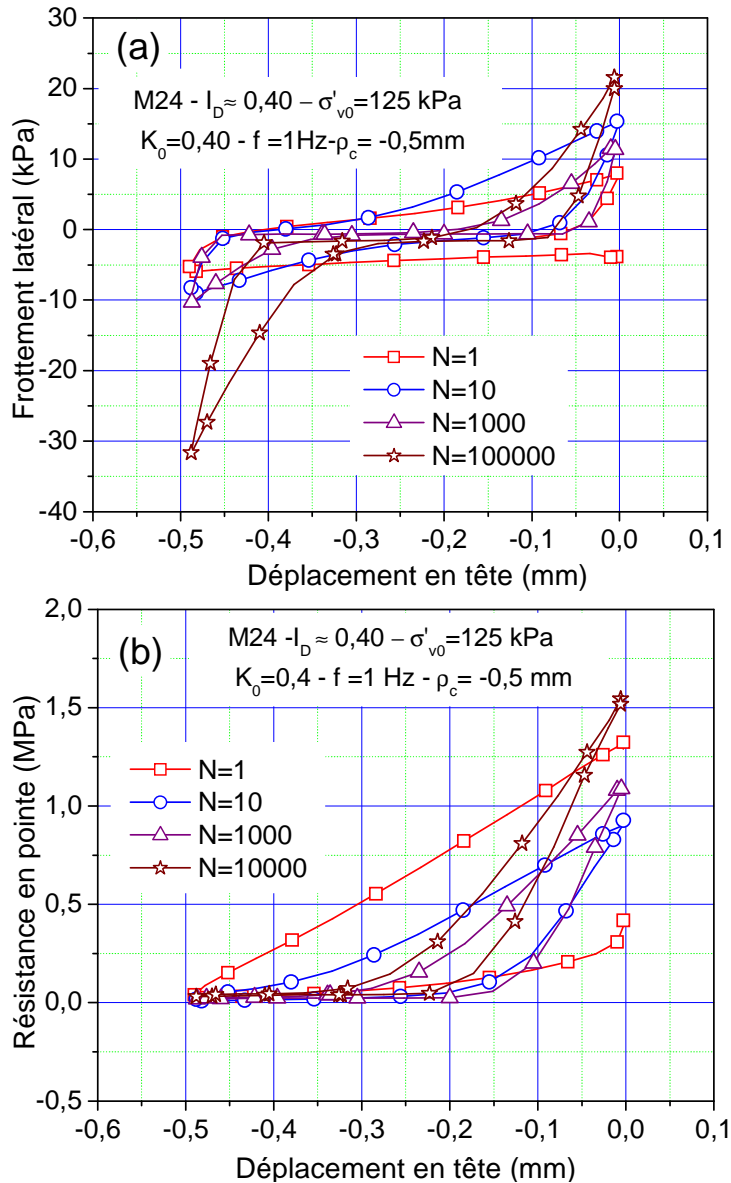 (a)
M24 - I_D ≈ 0,40 – σ'_v0=125 kPa
K_0=0,40 - f =1Hz-ρ_c= -0,5mm
30
20
10
0
-10
-20
-30
-40
Frottement latéral (kPa)
N=1
N=10
N=1000
N=100000
-0,6 -0,5 -0,4 -0,3 -0,2 -0,1 0,0 0,1
Déplacement en tête (mm)
(b)
M24 -I_D ≈ 0,40 – σ'_v0=125 kPa
K_0=0,4 - f =1 Hz - ρ_c= -0,5 mm
2,0
1,5
1,0
0,5
0,0
-0,5
Résistance en pointe (MPa)
N=1
N=10
N=1000
N=10000
-0,6 -0,5 -0,4 -0,3 -0,2 -0,1 0,0 0,1
Déplacement en tête (mm)